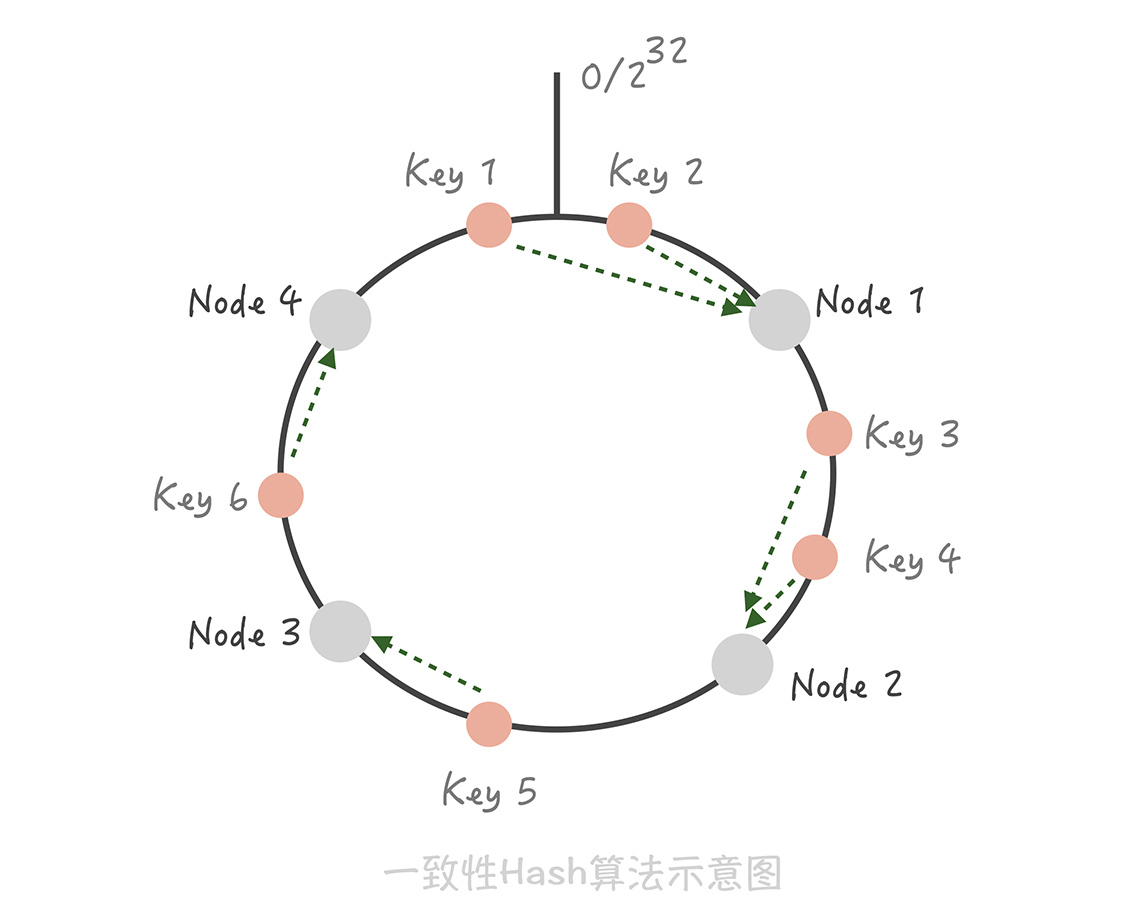 0/2³²
Key 1
Key 2
Node 4
Node 1
Key 3
Key 6
Key 4
Node 3
Node 2
Key 5
一致性Hash算法示意图